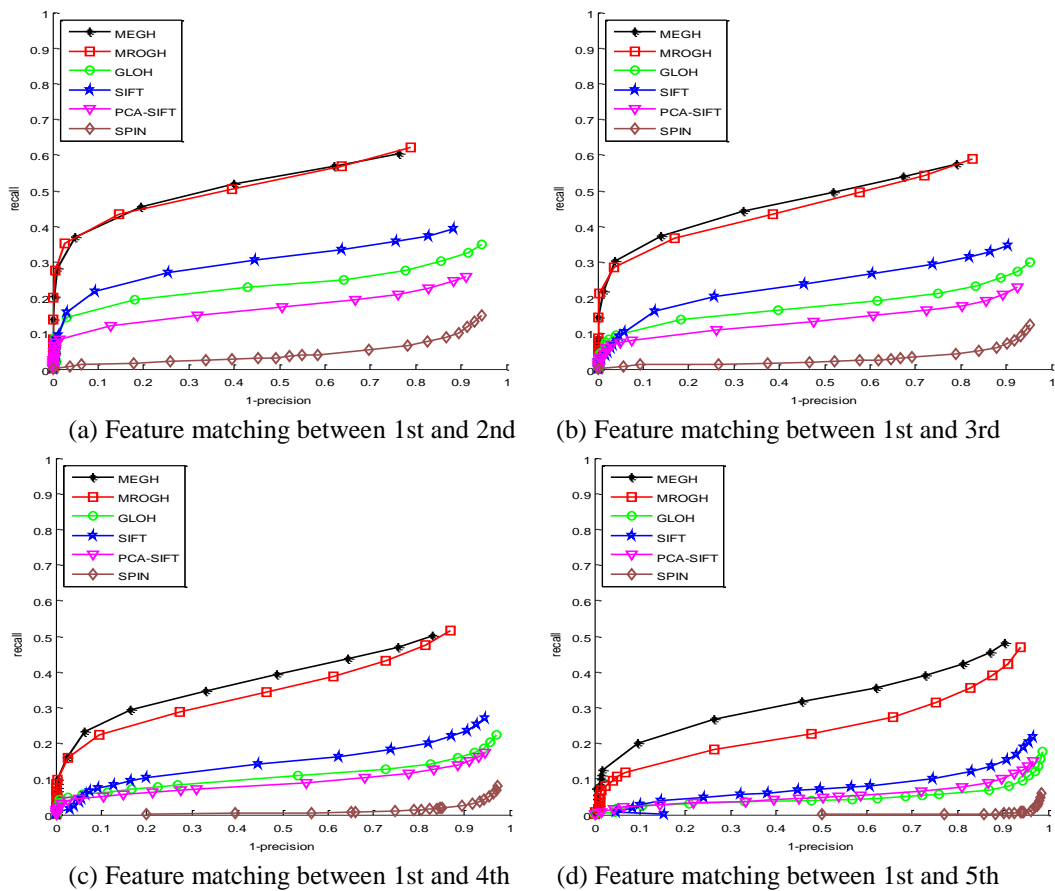 1
0.9
0.8
0.7
0.6
0.5
0.4
0.3
0.2
0.1
0
recall
MEGH
MROGH
GLOH
SIFT
PCA-SIFT
SPIN
0 0.1 0.2 0.3 0.4 0.5 0.6 0.7 0.8 0.9 1
1-precision
(a) Feature matching between 1st and 2nd
1
0.9
0.8
0.7
0.6
0.5
0.4
0.3
0.2
0.1
0
recall
MEGH
MROGH
GLOH
SIFT
PCA-SIFT
SPIN
0 0.1 0.2 0.3 0.4 0.5 0.6 0.7 0.8 0.9 1
1-precision
(b) Feature matching between 1st and 3rd
1
0.9
0.8
0.7
0.6
0.5
0.4
0.3
0.2
0.1
0
recall
MEGH
MROGH
GLOH
SIFT
PCA-SIFT
SPIN
0 0.1 0.2 0.3 0.4 0.5 0.6 0.7 0.8 0.9 1
1-precision
(c) Feature matching between 1st and 4th
1
0.9
0.8
0.7
0.6
0.5
0.4
0.3
0.2
0.1
0
recall
MEGH
MROGH
GLOH
SIFT
PCA-SIFT
SPIN
0 0.1 0.2 0.3 0.4 0.5 0.6 0.7 0.8 0.9 1
1-precision
(d) Feature matching between 1st and 5th